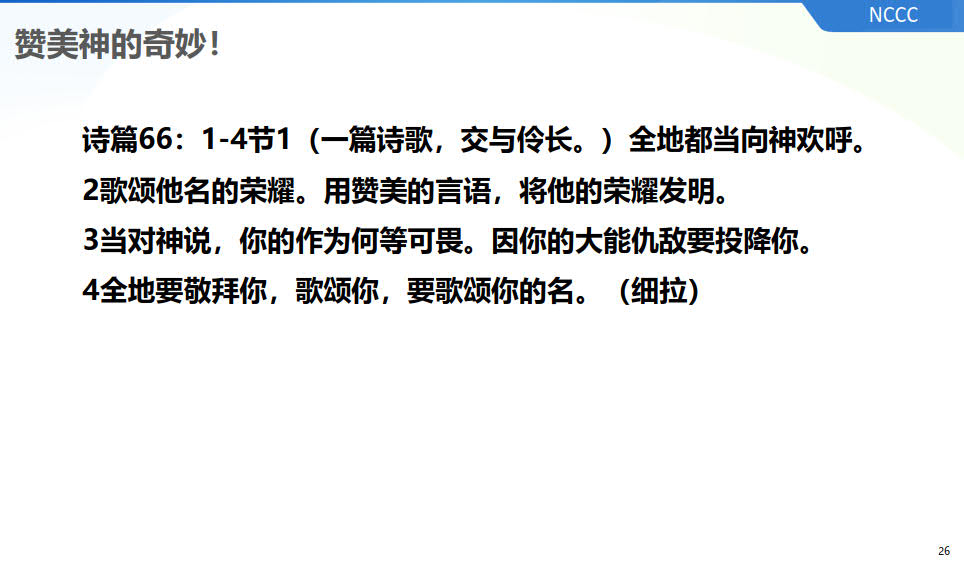 NCCC
赞美神的奇妙！
诗篇66：1-4节1（一篇诗歌，交与伶长。）全地都当向神欢呼。
2歌颂他名的荣耀。用赞美的言语，将他的荣耀发明。
3当对神说，你的作为何等可畏。因你的大能仇敌要投降你。
4全地要敬拜你，歌颂你，要歌颂你的名。（细拉）
26